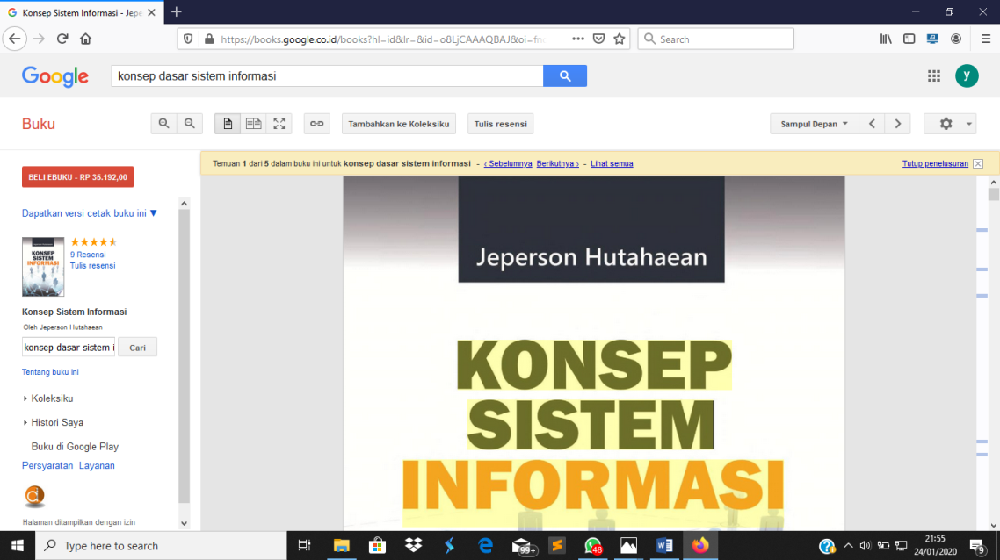 Konsep Sistem Informasi - Jepe
https://books.google.co.id/books?hl=id&lr=&id=o8LjCAAAQBAJ&oi=fn
Search
Google
konsep dasar sistem informasi
y
Buku
Tambahkan ke Koleksiku
Tulis resensi
Sampul Depan
Temuan 1 dari 5 dalam buku ini untuk konsep dasar sistem informasi - ‹ Sebelumnya Berikutnya › - Lihat semua
Tutup penelusuran
BELI EBUKU - RP 35.192,00
Dapatkan versi cetak buku ini
KONSEP
SISTEM
INFORMASI
9 Resensi
Tulis resensi
Konsep Sistem Informasi
Oleh Jeperson Hutahaean
konsep dasar sistem i
Cari
Tentang buku ini
Koleksiku
Histori Saya
Buku di Google Play
Persyaratan Layanan
Halaman ditampilkan dengan izin
Jeperson Hutahaean
KONSEP
SISTEM
INFORMASI
Type here to search
99+
48
21:55
24/01/2020
9